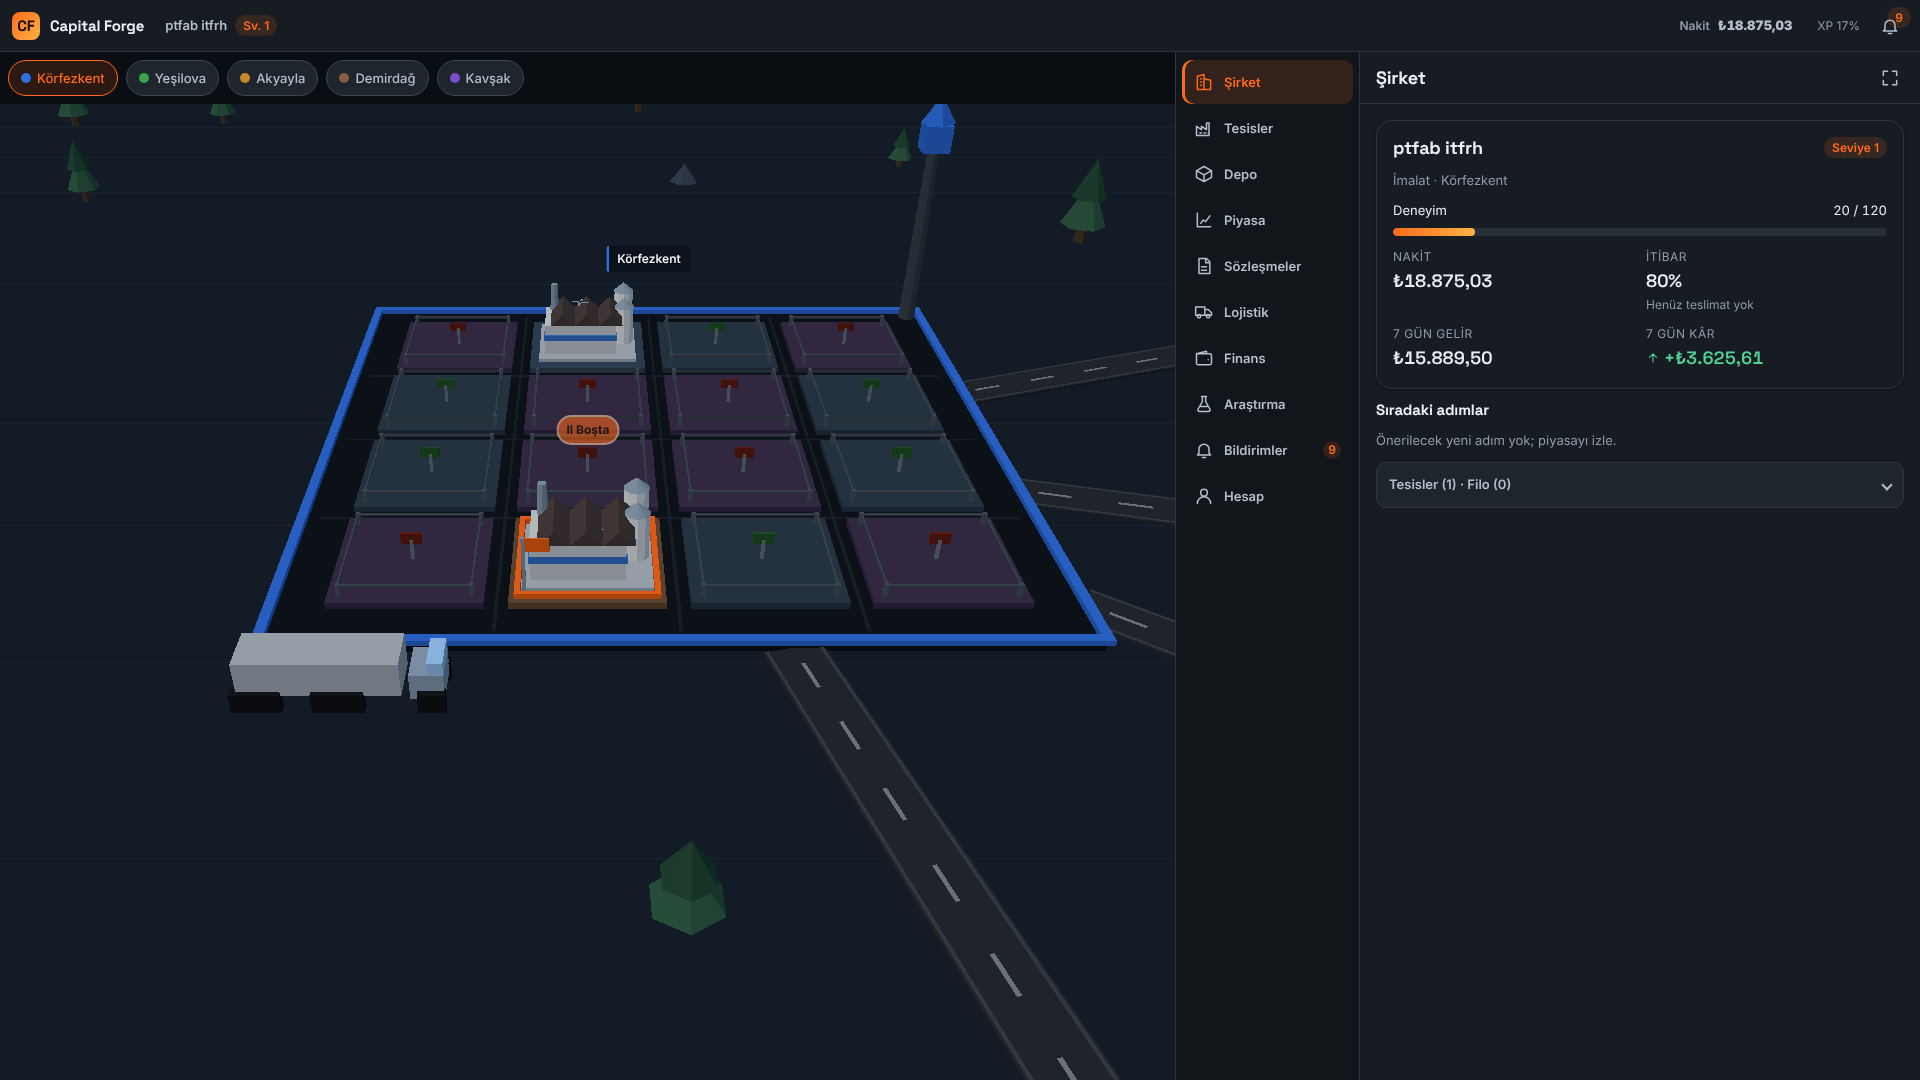 CF Capital Forge ptfab itfrh Sv. 1
Nakit ₺18.875,03 XP 17% 9
Körfezkent Yeşilova Akyayla Demirdağ Kavşak
Körfezkent
II Boşta
Şirket
Tesisler
Depo
Piyasa
Sözleşmeler
Lojistik
Finans
Araştırma
Bildirimler 9
Hesap
Şirket
ptfab itfrh Seviye 1
İmalat · Körfezkent
Deneyim 20 / 120
NAKİT İTİBAR
₺18.875,03 80%
Henüz teslimat yok
7 GÜN GELİR 7 GÜN KÂR
₺15.889,50 ↑ +₺3.625,61
Sıradaki adımlar
Önerilecek yeni adım yok; piyasayı izle.
Tesisler (1) · Filo (0)